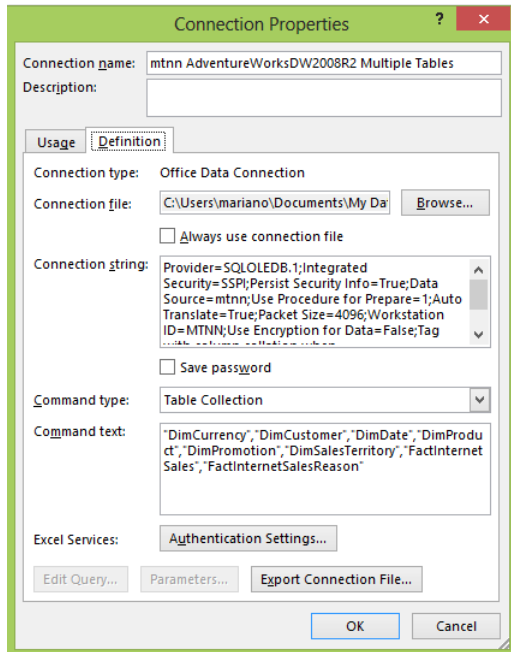 Connection Properties
?
Connection name: mtnn AdventureWorksDW2008R2 Multiple Tables
Description:
Usage Definition
Connection type: Office Data Connection
Connection file: C:\Users\mariano\Documents\My Da Browse...
Always use connection file
Connection string: Provider=SQLOLEDB.1;Integrated
Security=SSPI;Persist Security Info=True;Data
Source=mtnn;Use Procedure for Prepare=1;Auto
Translate=True;Packet Size=4096;Workstation
ID=MTNN;Use Encryption for Data=False;Tag
with column collation when
Save password
Command type: Table Collection
Command text: "DimCurrency","DimCustomer","DimDate","DimProdu
ct","DimPromotion","DimSalesTerritory","FactInternet
Sales","FactInternetSalesReason"
Excel Services: Authentication Settings...
Edit Query... Parameters... Export Connection File...
OK Cancel